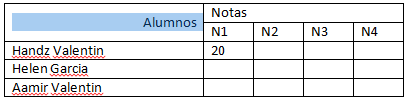 Alumnos Notas
N1 N2 N3 N4
Handz Valentin 20
Helen Garcia
Aamir Valentin